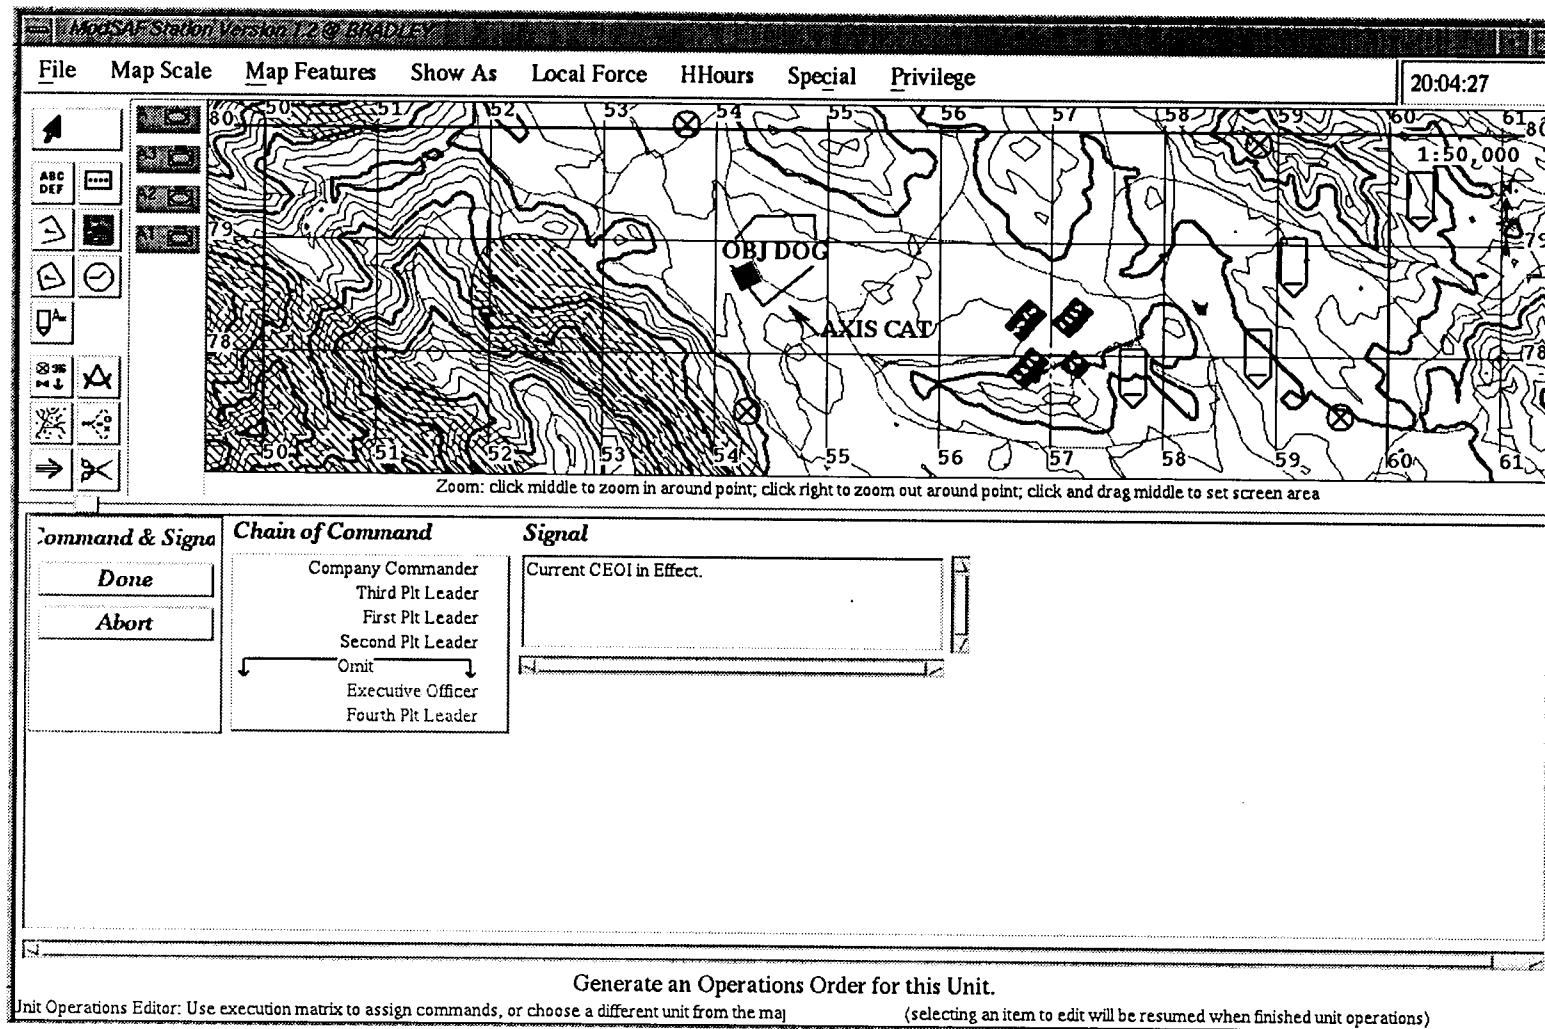 ModSAF Station Version 1.2 @ BRADLEY
File Map Scale Map Features Show As Local Force HHours Special Privilege 20:04:27
50 51 52 53 54 55 56 57 58 59 60 61
80 80
A3
A2
A1
ABC
DEF
1:50,000
79 79
OBJ DOG
AXIS CAT
78 78
50 51 52 53 54 55 56 57 58 59 60 61
Zoom: click middle to zoom in around point; click right to zoom out around point; click and drag middle to set screen area
Command & Signa
Done
Abort
Chain of Command
Company Commander
Third Plt Leader
First Plt Leader
Second Plt Leader
Omit
Executive Officer
Fourth Plt Leader
Signal
Current CEOI in Effect.
Generate an Operations Order for this Unit.
Unit Operations Editor: Use execution matrix to assign commands, or choose a different unit from the map (selecting an item to edit will be resumed when finished unit operations)